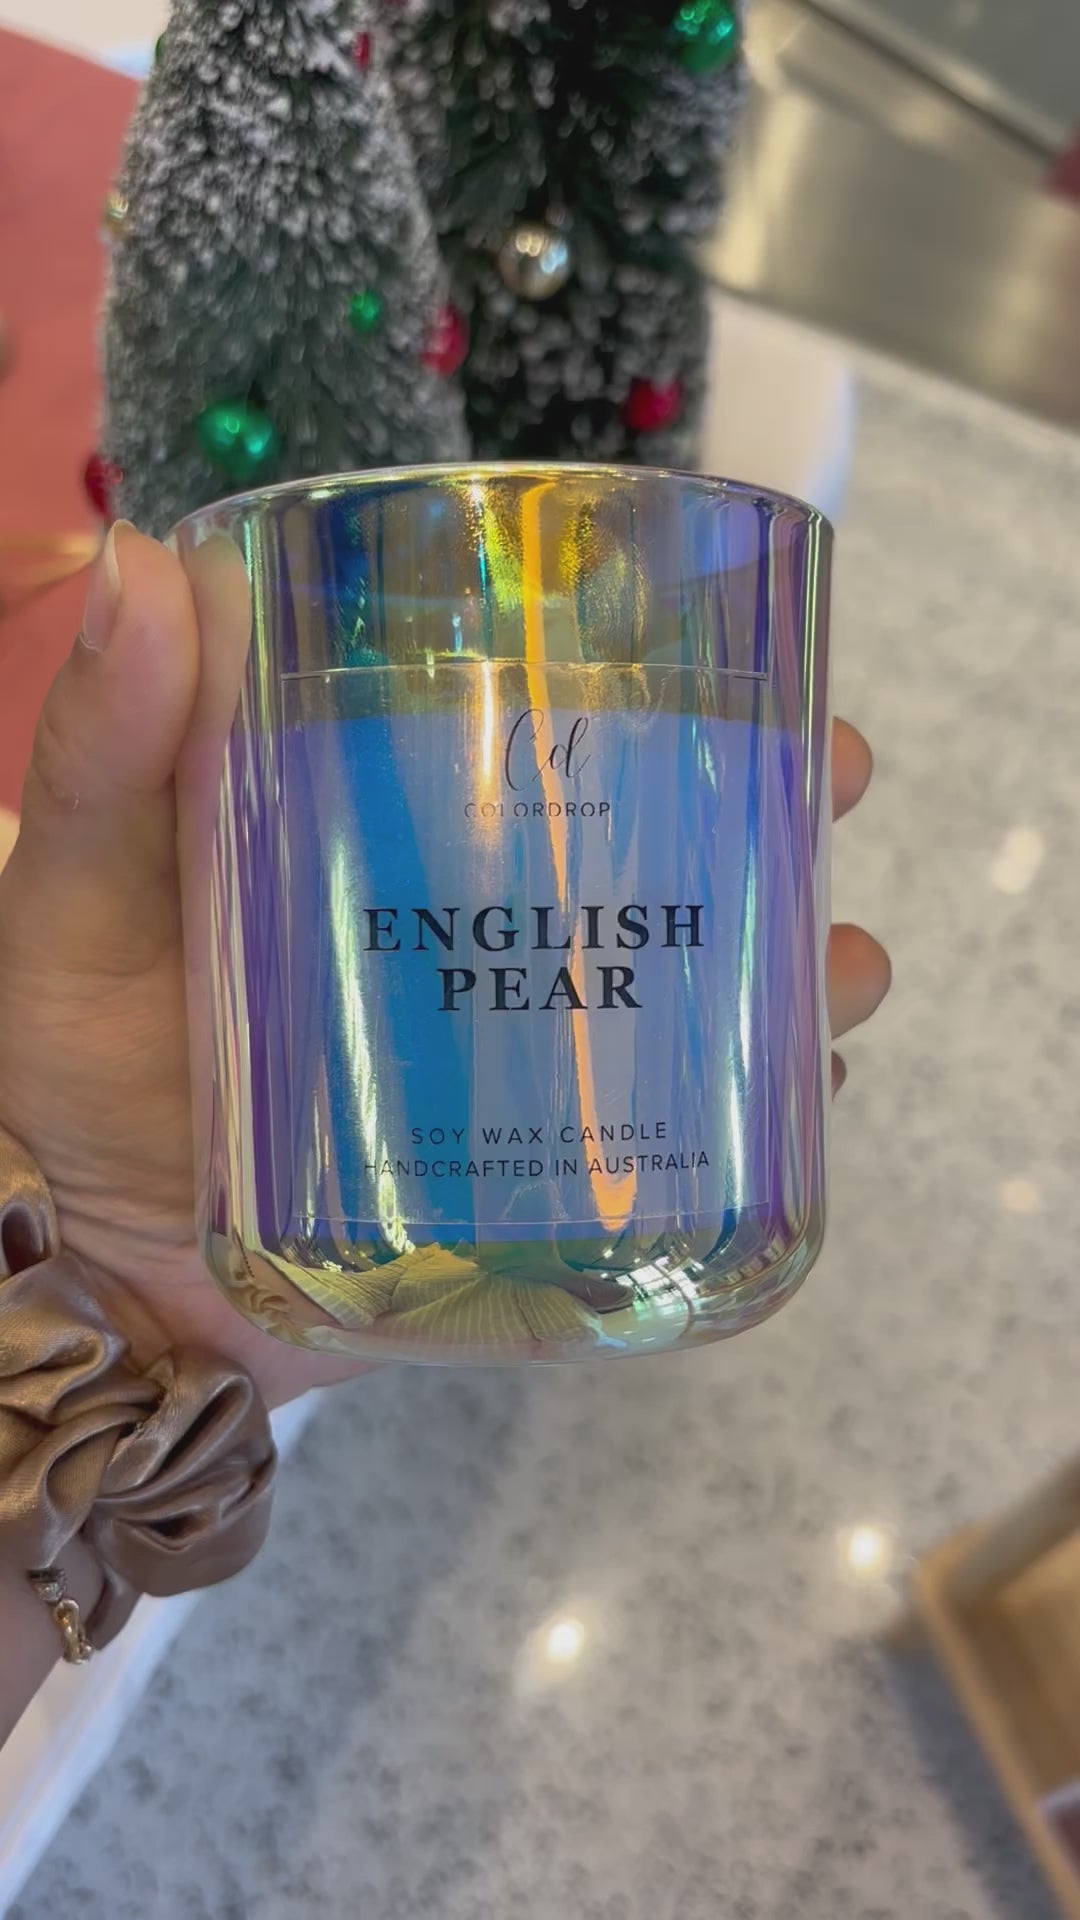 Cd
COLORDROP
ENGLISH
PEAR
SOY WAX CANDLE
HANDCRAFTED IN AUSTRALIA